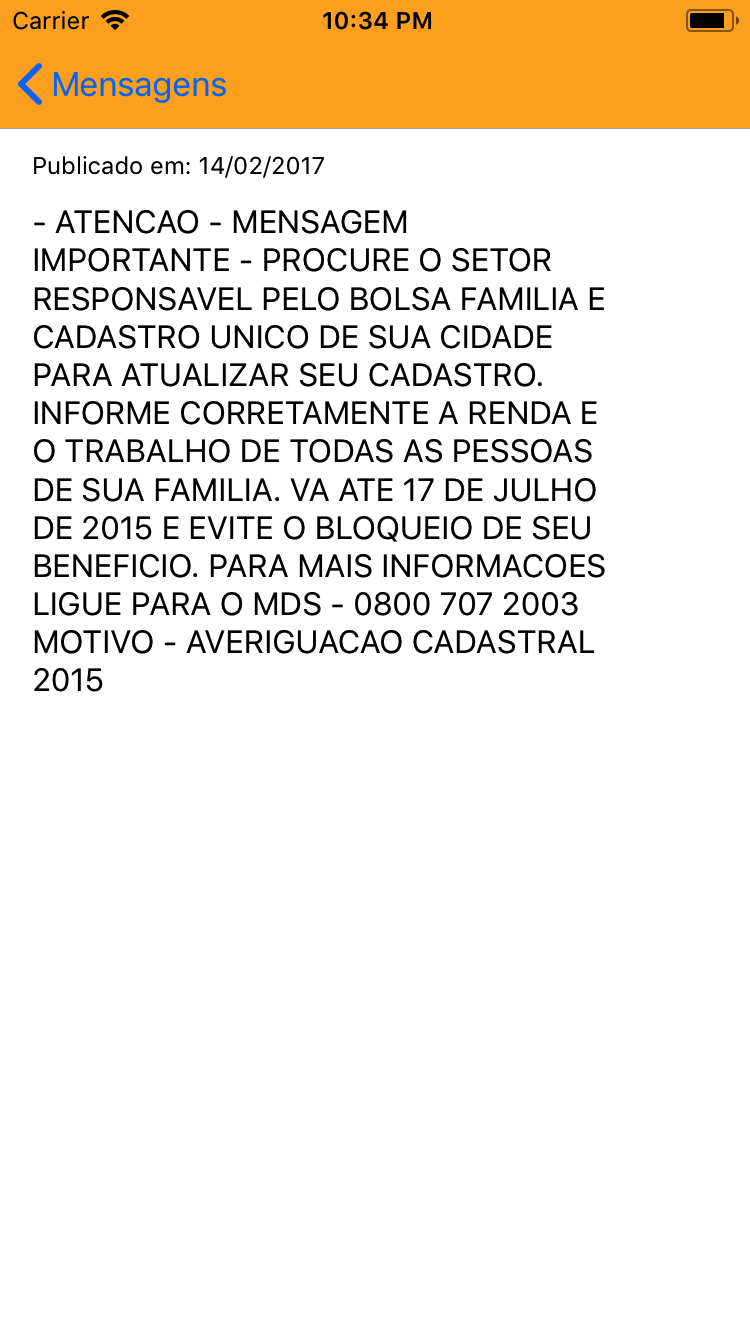 Carrier 10:34 PM
Mensagens
Publicado em: 14/02/2017
- ATENCAO - MENSAGEM
IMPORTANTE - PROCURE O SETOR
RESPONSAVEL PELO BOLSA FAMILIA E
CADASTRO UNICO DE SUA CIDADE
PARA ATUALIZAR SEU CADASTRO.
INFORME CORRETAMENTE A RENDA E
O TRABALHO DE TODAS AS PESSOAS
DE SUA FAMILIA. VA ATE 17 DE JULHO
DE 2015 E EVITE O BLOQUEIO DE SEU
BENEFICIO. PARA MAIS INFORMACOES
LIGUE PARA O MDS - 0800 707 2003
MOTIVO - AVERIGUACAO CADASTRAL
2015